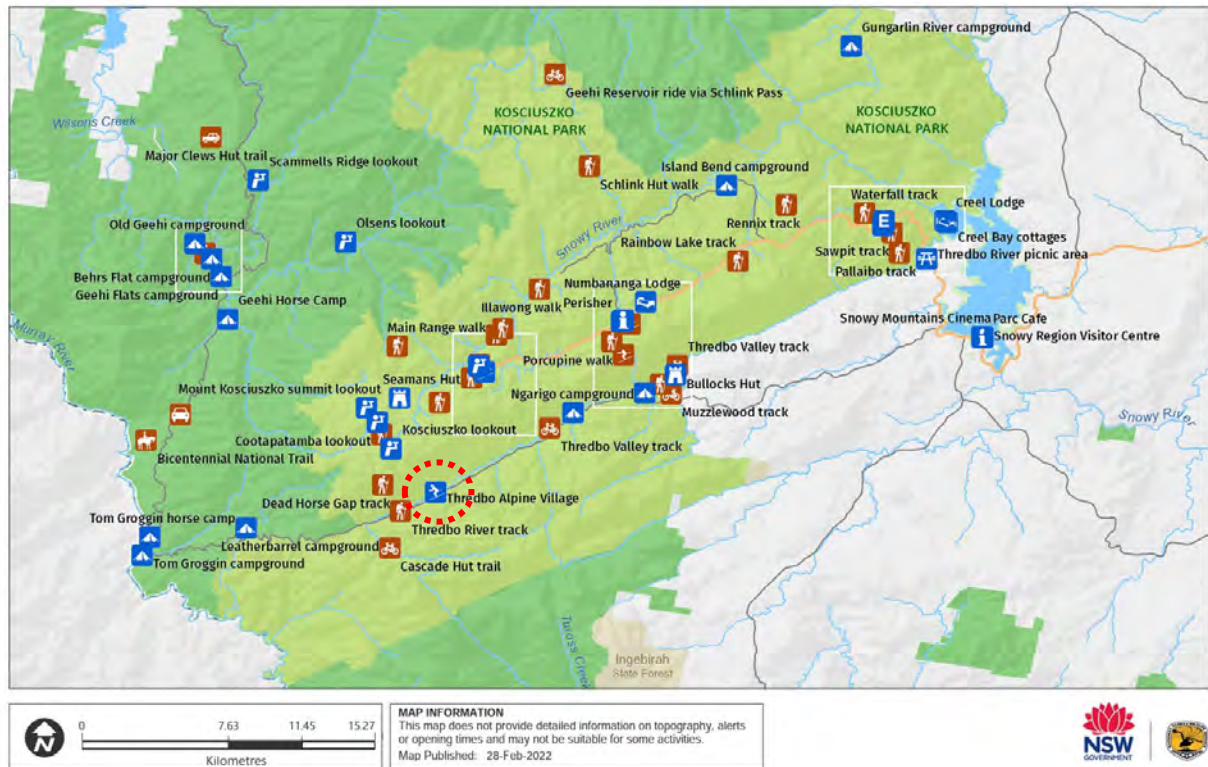 Gungarlin River campground
Geehi Reservoir ride via Schlink Pass
KOSCIUSZKO
NATIONAL PARK
KOSCIUSZKO
NATIONAL PARK
Wilsons Creek
Major Clews Hut trail
Scammells Ridge lookout
Island Bend campground
Schlink Hut walk
Waterfall track
Creel Lodge
Old Geehi campground
Olsens lookout
Snowy River
Rennix track
Rainbow Lake track
E
Sawpit track
Creel Bay cottages
Thredbo River picnic area
Pallaibo track
Behrs Flat campground
Geehi Flats campground
Geehi Horse Camp
Numbananga Lodge
Perisher
Illawong walk
Main Range walk
Snowy Mountains Cinema Parc Cafe
Snowy Region Visitor Centre
Murray River
Porcupine walk
Thredbo Valley track
Seamans Hut
Mount Kosciuszko summit lookout
Ngarigo campground
Bullocks Hut
Muzzlewood track
Snowy River
Kosciuszko lookout
Cootapatamba lookout
Thredbo Valley track
Bicentennial National Trail
Dead Horse Gap track
Thredbo Alpine Village
Tom Groggin horse camp
Thredbo River track
Leatherbarrel campground
Tom Groggin campground
Cascade Hut trail
Ingebirah
State Forest
N
0 7.63 11.45 15.27
Kilometres
MAP INFORMATION
This map does not provide detailed information on topography, alerts
or opening times and may not be suitable for some activities.
Map Published: 28-Feb-2022
NSW
GOVERNMENT